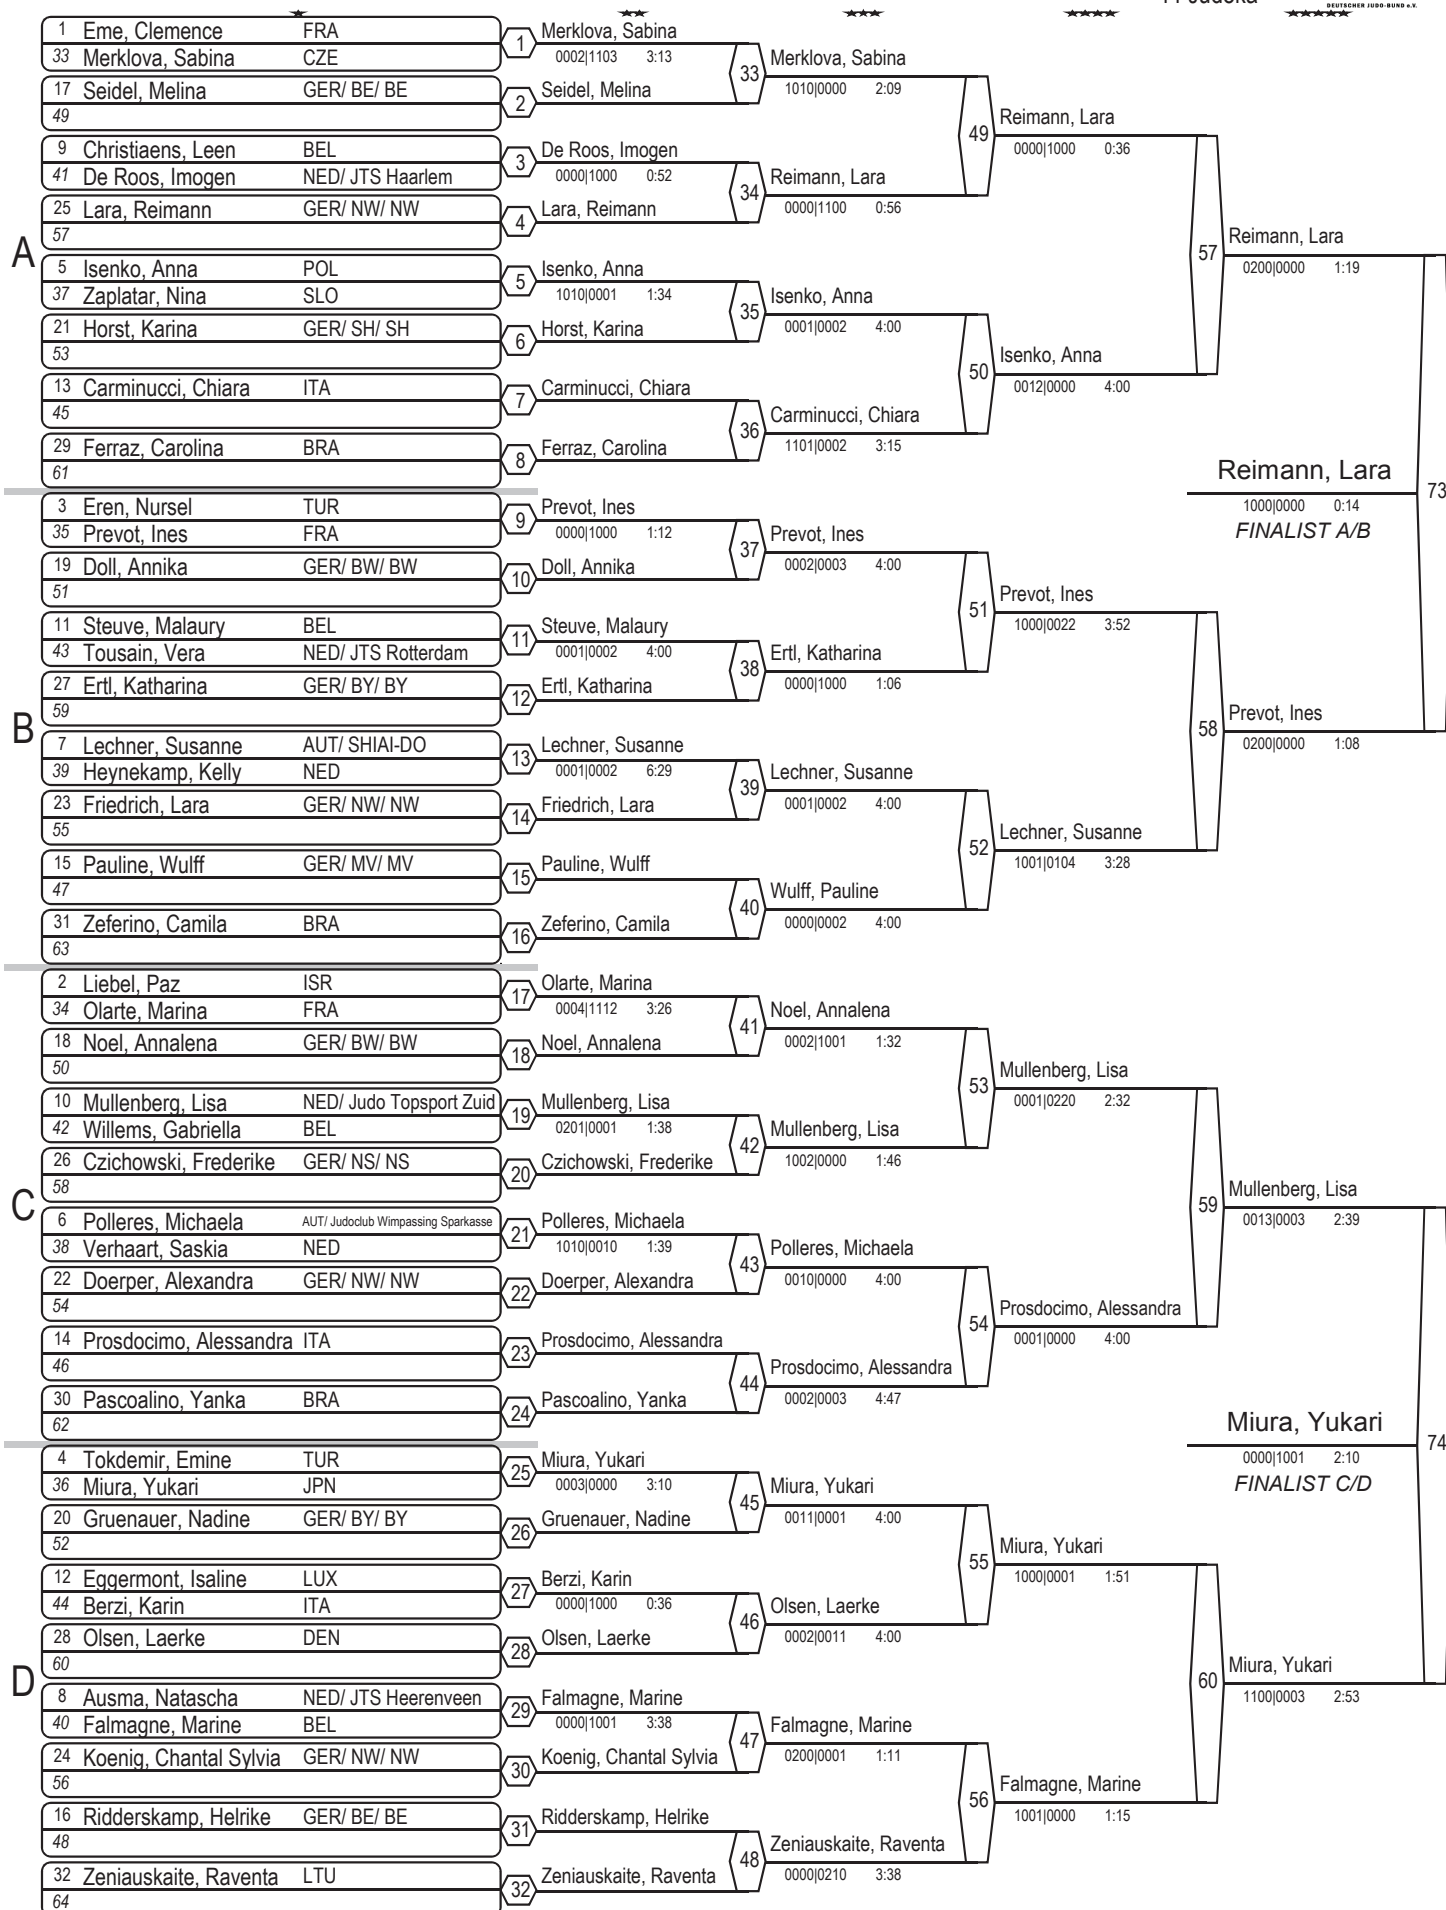 DEUTSCHER JUDO-BUND e.V.
1 Eme, Clemence FRA
33 Merklova, Sabina CZE
17 Seidel, Melina GER/ BE/ BE
49
9 Christiaens, Leen BEL
41 De Roos, Imogen NED/ JTS Haarlem
25 Lara, Reimann GER/ NW/ NW
57
A
5 Isenko, Anna POL
37 Zaplatar, Nina SLO
21 Horst, Karina GER/ SH/ SH
53
13 Carminucci, Chiara ITA
45
29 Ferraz, Carolina BRA
61
3 Eren, Nursel TUR
35 Prevot, Ines FRA
19 Doll, Annika GER/ BW/ BW
51
11 Steuve, Malaury BEL
43 Tousain, Vera NED/ JTS Rotterdam
27 Ertl, Katharina GER/ BY/ BY
59
B
7 Lechner, Susanne AUT/ SHIAI-DO
39 Heynekamp, Kelly NED
23 Friedrich, Lara GER/ NW/ NW
55
15 Pauline, Wulff GER/ MV/ MV
47
31 Zeferino, Camila BRA
63
2 Liebel, Paz ISR
34 Olarte, Marina FRA
18 Noel, Annalena GER/ BW/ BW
50
10 Mullenberg, Lisa NED/ Judo Topsport Zuid
42 Willems, Gabriella BEL
26 Czichowski, Frederike GER/ NS/ NS
58
C
6 Polleres, Michaela AUT/ Judoclub Wimpassing Sparkasse
38 Verhaart, Saskia NED
22 Doerper, Alexandra GER/ NW/ NW
54
14 Prosdocimo, Alessandra ITA
46
30 Pascoalino, Yanka BRA
62
4 Tokdemir, Emine TUR
36 Miura, Yukari JPN
20 Gruenauer, Nadine GER/ BY/ BY
52
12 Eggermont, Isaline LUX
44 Berzi, Karin ITA
28 Olsen, Laerke DEN
60
D
8 Ausma, Natascha NED/ JTS Heerenveen
40 Falmagne, Marine BEL
24 Koenig, Chantal Sylvia GER/ NW/ NW
56
16 Ridderskamp, Helrike GER/ BE/ BE
48
32 Zeniauskaite, Raventa LTU
64
1 Merklova, Sabina
0002|1103 3:13
2 Seidel, Melina
3 De Roos, Imogen
0000|1000 0:52
4 Lara, Reimann
5 Isenko, Anna
1010|0001 1:34
6 Horst, Karina
7 Carminucci, Chiara
8 Ferraz, Carolina
9 Prevot, Ines
0000|1000 1:12
10 Doll, Annika
11 Steuve, Malaury
0001|0002 4:00
12 Ertl, Katharina
13 Lechner, Susanne
0001|0002 6:29
14 Friedrich, Lara
15 Pauline, Wulff
16 Zeferino, Camila
17 Olarte, Marina
0004|1112 3:26
18 Noel, Annalena
19 Mullenberg, Lisa
0201|0001 1:38
20 Czichowski, Frederike
21 Polleres, Michaela
1010|0010 1:39
22 Doerper, Alexandra
23 Prosdocimo, Alessandra
24 Pascoalino, Yanka
25 Miura, Yukari
0003|0000 3:10
26 Gruenauer, Nadine
27 Berzi, Karin
0000|1000 0:36
28 Olsen, Laerke
29 Falmagne, Marine
0000|1001 3:38
30 Koenig, Chantal Sylvia
31 Ridderskamp, Helrike
32 Zeniauskaite, Raventa
33 Merklova, Sabina
1010|0000 2:09
34 Reimann, Lara
0000|1100 0:56
35 Isenko, Anna
0001|0002 4:00
36 Carminucci, Chiara
1101|0002 3:15
37 Prevot, Ines
0002|0003 4:00
38 Ertl, Katharina
0000|1000 1:06
39 Lechner, Susanne
0001|0002 4:00
40 Wulff, Pauline
0000|0002 4:00
41 Noel, Annalena
0002|1001 1:32
42 Mullenberg, Lisa
1002|0000 1:46
43 Polleres, Michaela
0010|0000 4:00
44 Prosdocimo, Alessandra
0002|0003 4:47
45 Miura, Yukari
0011|0001 4:00
46 Olsen, Laerke
0002|0011 4:00
47 Falmagne, Marine
0200|0001 1:11
48 Zeniauskaite, Raventa
0000|0210 3:38
49 Reimann, Lara
0000|1000 0:36
50 Isenko, Anna
0012|0000 4:00
51 Prevot, Ines
1000|0022 3:52
52 Lechner, Susanne
1001|0104 3:28
53 Mullenberg, Lisa
0001|0220 2:32
54 Prosdocimo, Alessandra
0001|0000 4:00
55 Miura, Yukari
1000|0001 1:51
56 Falmagne, Marine
1001|0000 1:15
57 Reimann, Lara
0200|0000 1:19
58 Prevot, Ines
0200|0000 1:08
59 Mullenberg, Lisa
0013|0003 2:39
60 Miura, Yukari
1100|0003 2:53
Reimann, Lara 73
1000|0000 0:14
FINALIST A/B
Miura, Yukari 74
0000|1001 2:10
FINALIST C/D